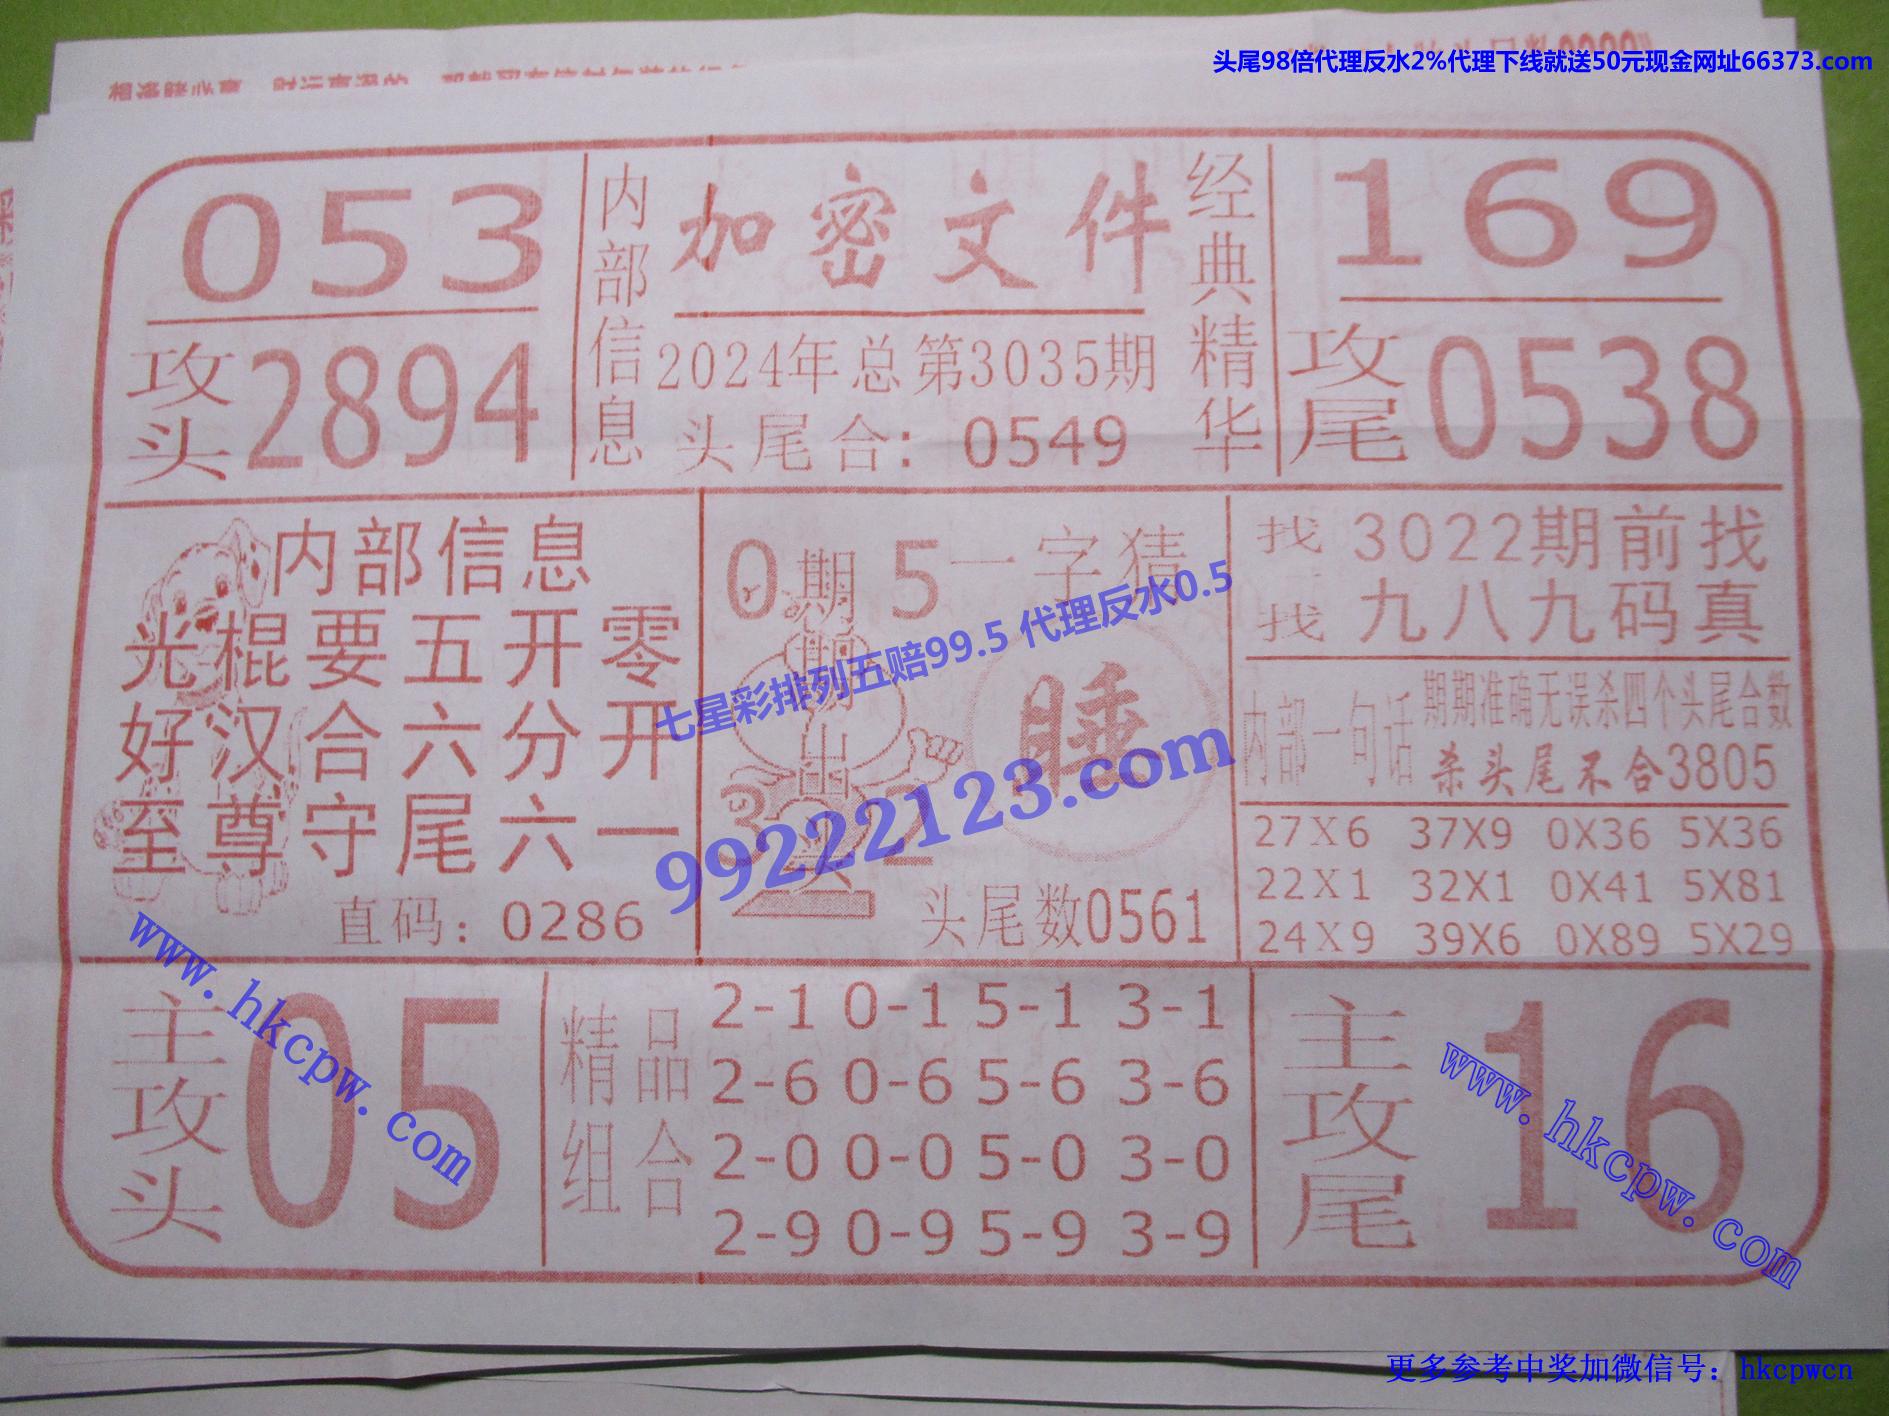 头尾98倍代理反水2%代理下线就送50元现金网址66373.com
053
攻头2894
内部信息
加密文件
2024年总第3035期
头尾合：0549
经典精华
169
攻尾0538
内部信息
光棍要五开零
好汉合六分开
至尊守尾六一
直码：0286
0 5
期期出
3 2
一字猜
睡
头尾数0561
找找
3022期前找
九八九码真
内部一句话
期期准确无误杀四个头尾合数
杀头尾不合3805
27X6 37X9 0X36 5X36
22X1 32X1 0X41 5X81
24X9 39X6 0X89 5X29
七星彩排列五赔99.5 代理反水0.5
99222123.com
主攻头
05
精品组合
2-1 0-1 5-1 3-1
2-6 0-6 5-6 3-6
2-0 0-0 5-0 3-0
2-9 0-9 5-9 3-9
主攻尾
16
www.hkcpw.com
www.hkcpw.com
更多参考中奖加微信号：hkcpwcn